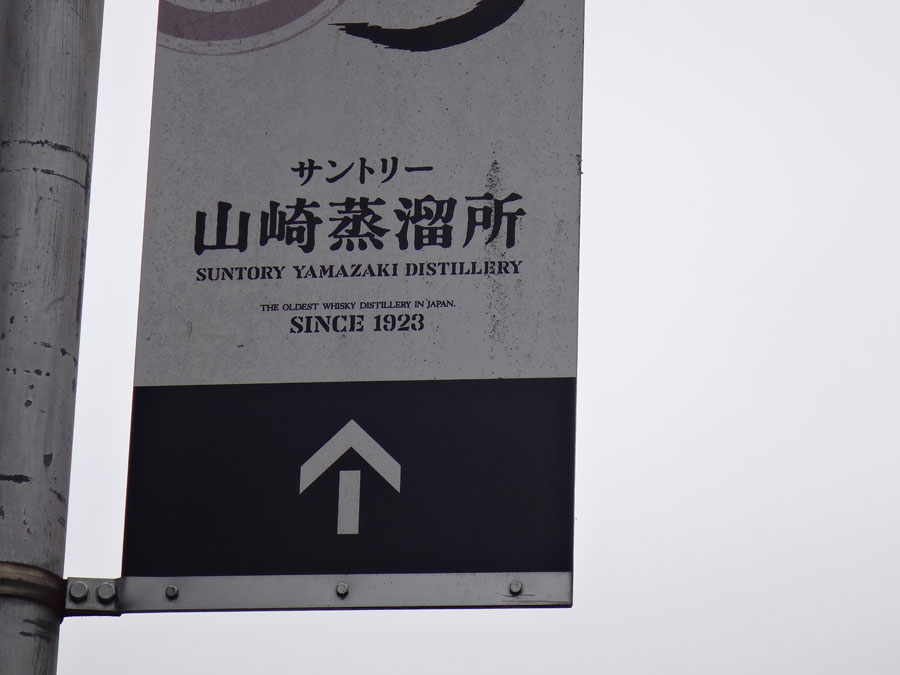 サントリー
山崎蒸溜所
SUNTORY YAMAZAKI DISTILLERY
THE OLDEST WHISKY DISTILLERY IN JAPAN.
SINCE 1923